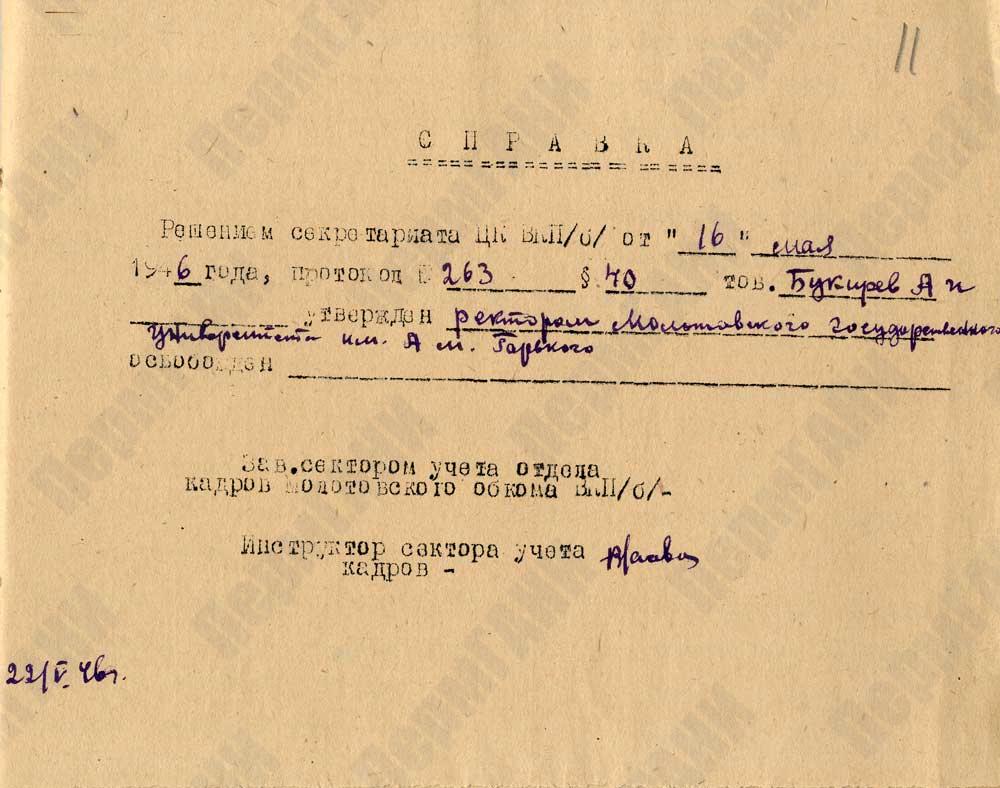 11
СПРАВКА
Решением секретариата ЦК ВКП/б/ от "16" мая
1946 года, протокол № 263 § 40 тов. Букирев А И
утвержден ректором Молотовского государственного
университета им. А м. Горького
освобожден
Зав.сектором учета отдела
кадров Молотовского обкома ВКП/б/-
Инструктор сектора учета
кадров -
22/V 46г.
ПермГАНИ